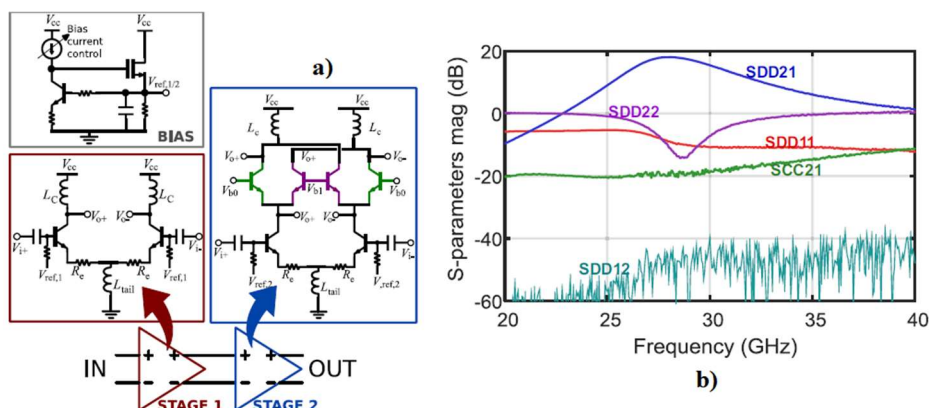 a)
Vcc
Vcc
Bias
current
control
Vref,1/2
BIAS
Vcc
Vcc
LC
LC
Vo+
Vo-
Vi+
Vi-
Re
Re
Vref,1
Vref,1
Ltail
Vcc
Vcc
Lc
Lc
Vo+
Vo+
Vo-
Vb0
Vb1
Vb0
Vo+
Vo-
Vi+
Vi-
Re
Re
Vref,2
V,ref,2
Ltail
IN
+ +
+ +
OUT
STAGE 1
STAGE 2
S-parameters mag (dB)
20
0
-20
-40
-60
SDD21
SDD22
SDD11
SCC21
SDD12
20
25
30
35
40
Frequency (GHz)
b)